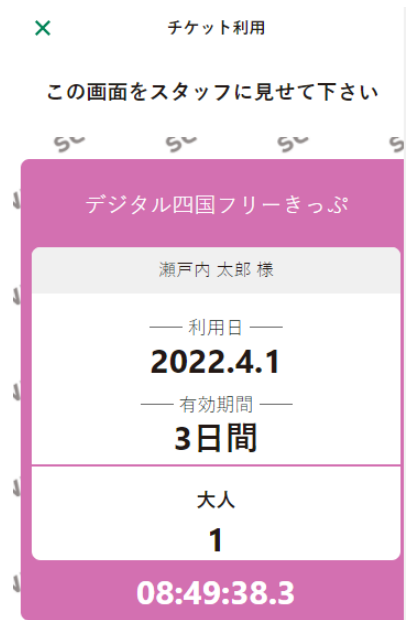 × チケット利用
この画面をスタッフに見せて下さい
デジタル四国フリーきっぷ
瀬戸内 太郎 様
利用日
2022.4.1
有効期間
3日間
大人
1
08:49:38.3